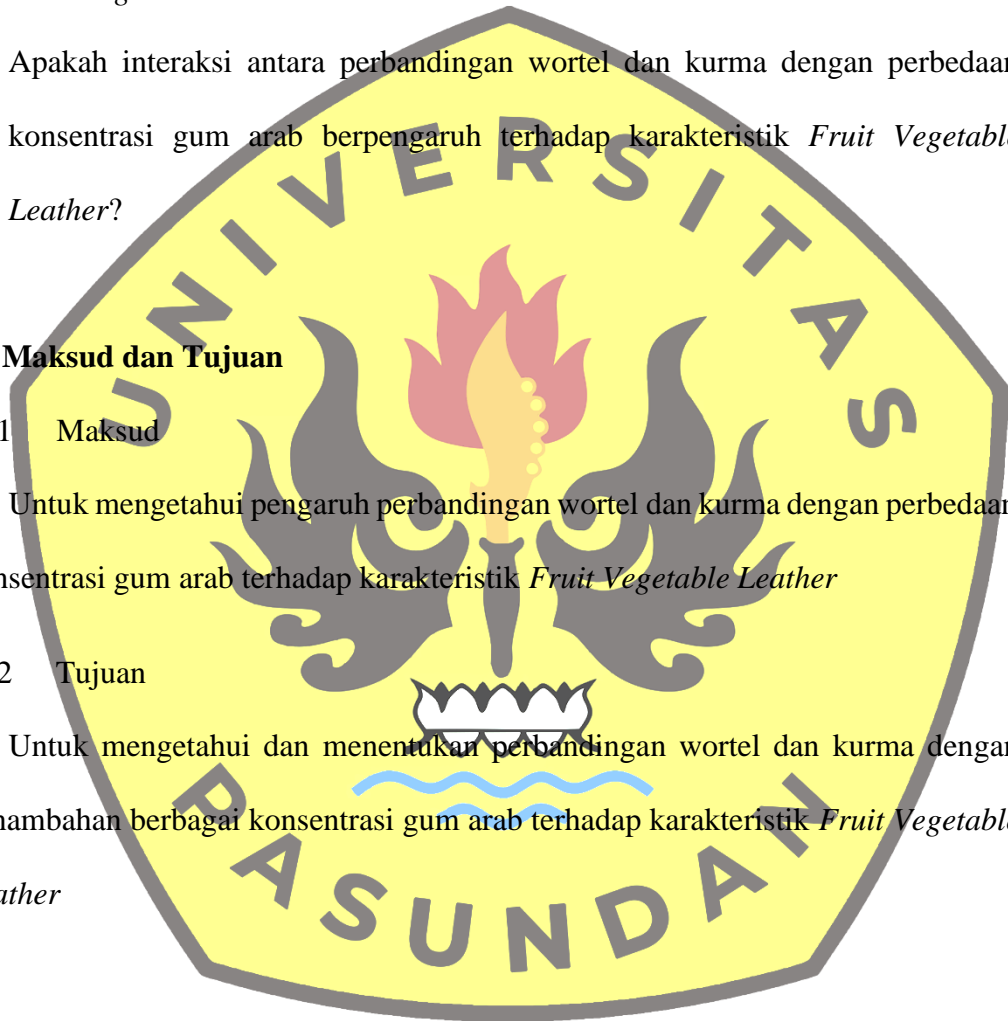 Apakah interaksi antara perbandingan wortel dan kurma dengan perbedaan
konsentrasi gum arab berpengaruh terhadap karakteristik Fruit Vegetable
Leather?
UNIVERSITAS
Maksud dan Tujuan
1 Maksud
Untuk mengetahui pengaruh perbandingan wortel dan kurma dengan perbedaan
nsentrasi gum arab terhadap karakteristik Fruit Vegetable Leather
2 Tujuan
Untuk mengetahui dan menentukan perbandingan wortel dan kurma dengan
nambahan berbagai konsentrasi gum arab terhadap karakteristik Fruit Vegetable
ather
PASUNDAN